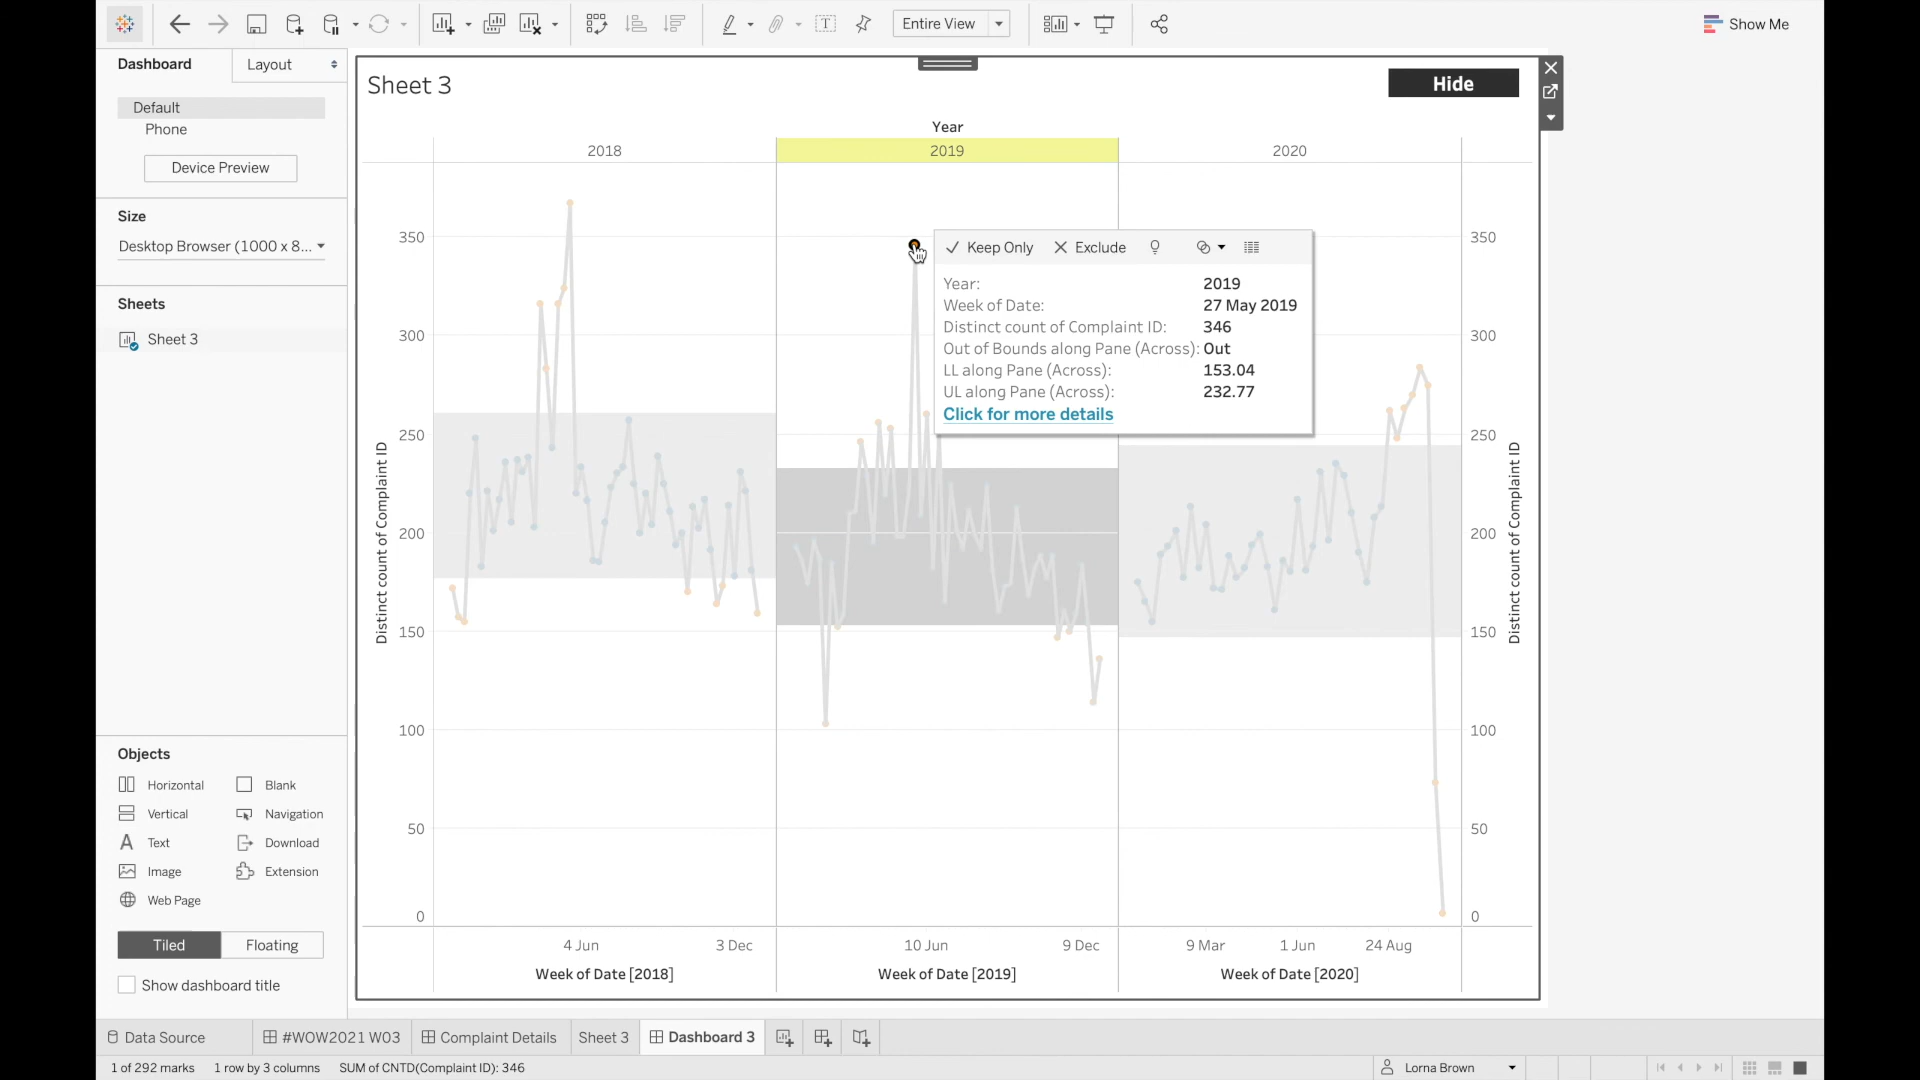 Entire View
Show Me
Dashboard
Layout
Default
Phone
Device Preview
Size
Desktop Browser (1000 x 8...
Sheets
Sheet 3
Objects
Horizontal
Blank
Vertical
Navigation
Text
Download
Image
Extension
Web Page
Tiled
Floating
Show dashboard title
Sheet 3
Hide
Year
2018
2019
2020
Keep Only
Exclude
Year: 2019
Week of Date: 27 May 2019
Distinct count of Complaint ID: 346
Out of Bounds along Pane (Across): Out
LL along Pane (Across): 153.04
UL along Pane (Across): 232.77
Click for more details
Distinct count of Complaint ID
350
300
250
200
150
100
50
0
350
300
250
200
150
100
50
0
Distinct count of Complaint ID
4 Jun
3 Dec
10 Jun
9 Dec
9 Mar
1 Jun
24 Aug
Week of Date [2018]
Week of Date [2019]
Week of Date [2020]
Data Source
#WOW2021 W03
Complaint Details
Sheet 3
Dashboard 3
1 of 292 marks
1 row by 3 columns
SUM of CNTD(Complaint ID): 346
Lorna Brown